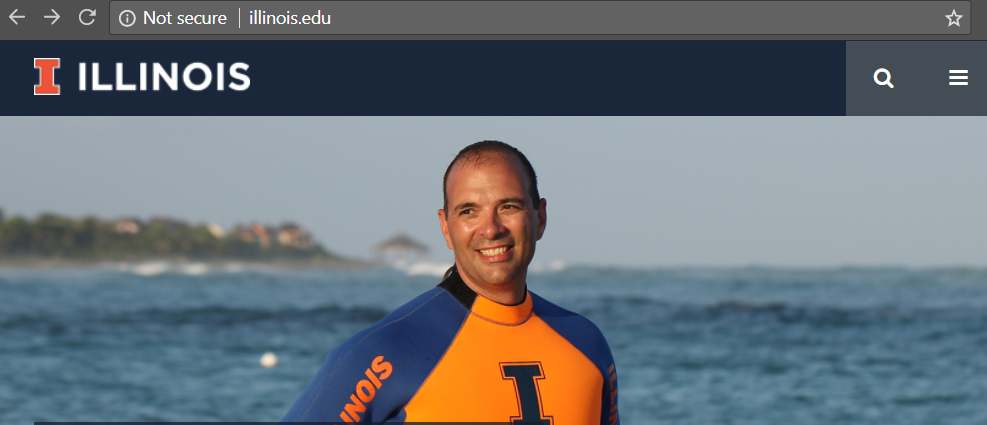 Not secure | illinois.edu
I ILLINOIS
ILLINOIS
I